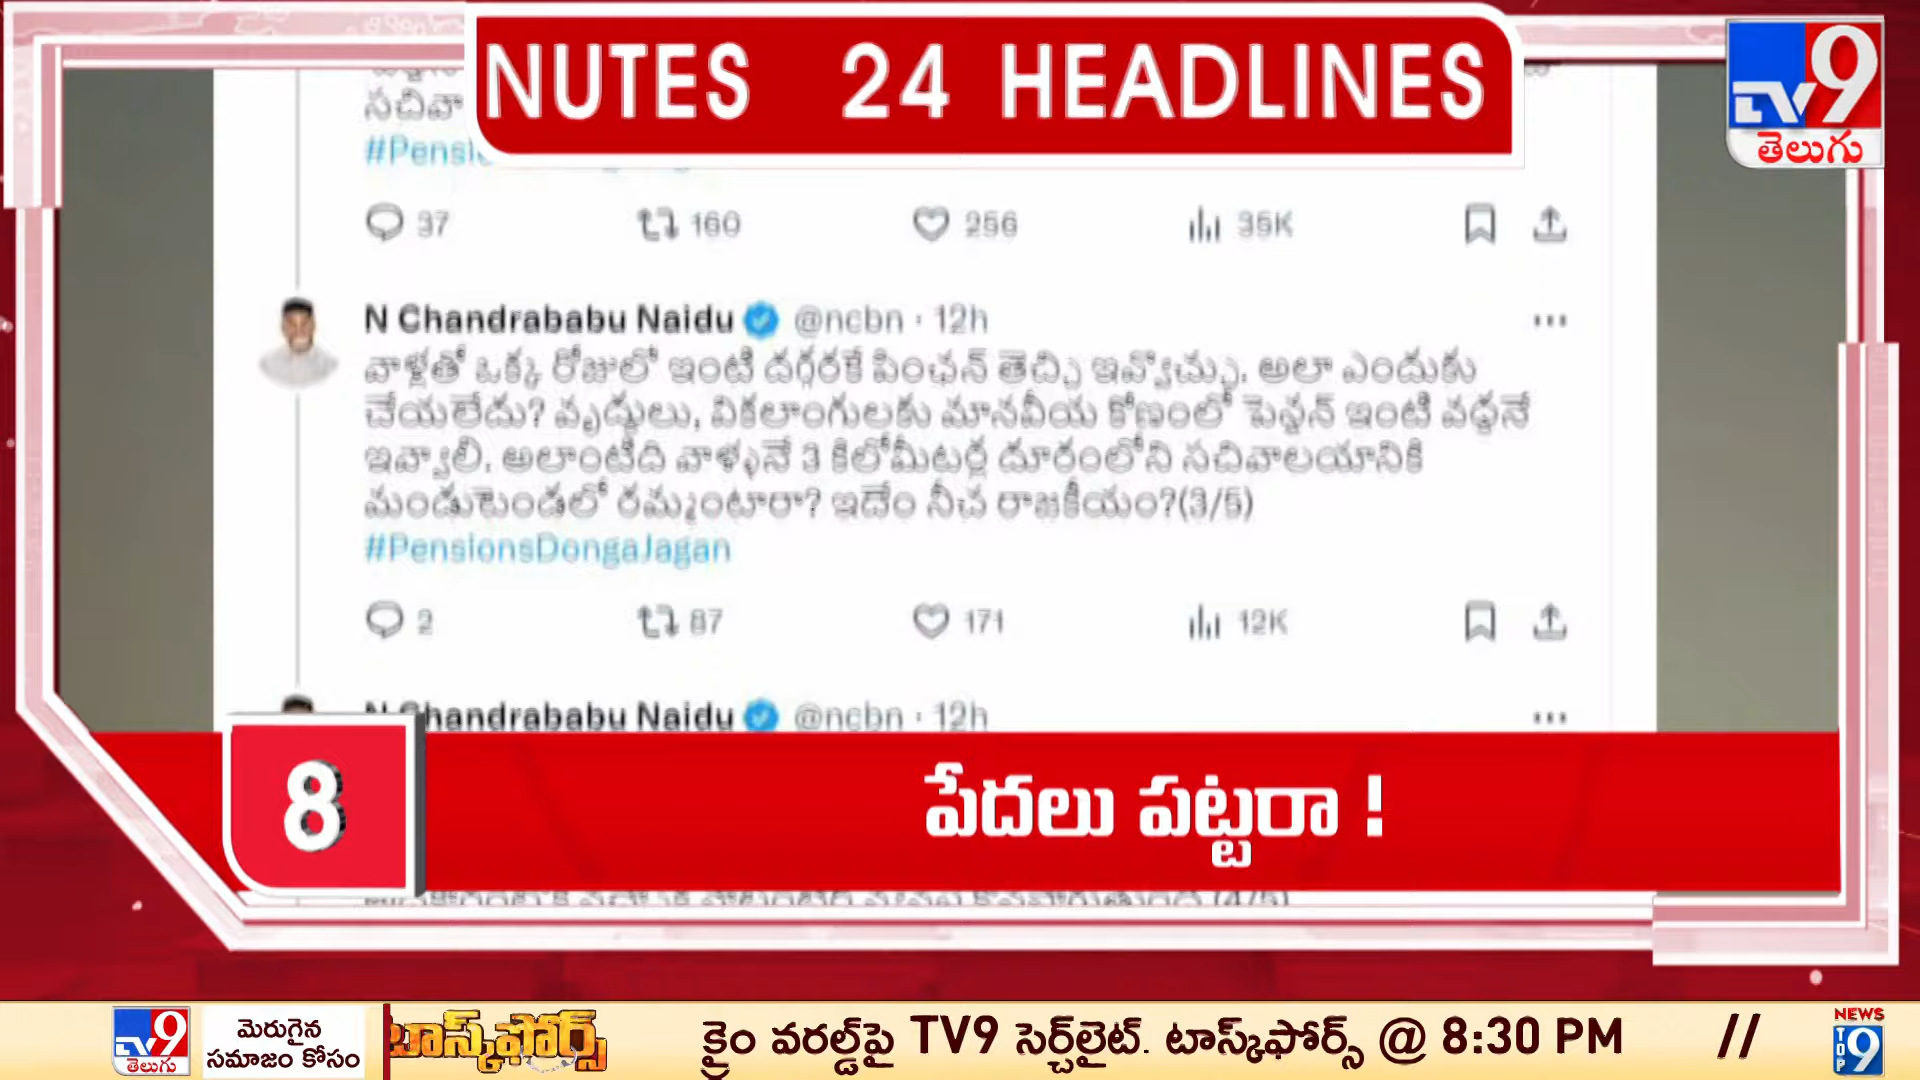 NUTES 24 HEADLINES
TV9
తెలుగు
సచివా
#Pensi
37 160 256 35K
N Chandrababu Naidu @ncbn · 12h
వాళ్లతో ఒక్క రోజులో ఇంటి దగ్గరకే పింఛన్ తెచ్చి ఇవ్వొచ్చు. అలా ఎందుకు
చేయలేదు? వృద్ధులు, వికలాంగులకు మానవీయ కోణంలో పెన్షన్ ఇంటి వద్దనే
ఇవ్వాలి. అలాంటిది వాళ్ళనే 3 కిలోమీటర్ల దూరంలోని సచివాలయానికి
మండుటెండలో రమ్మంటారా? ఇదేం నీచ రాజకీయం?(3/5)
#PensionsDongaJagan
2 87 171 12K
N Chandrababu Naidu @ncbn · 12h
8
పేదలు పట్టరా !
TV9
తెలుగు
మెరుగైన
సమాజం కోసం
టాస్క్‌ఫోర్స్
క్రైం వరల్డ్‌పై TV9 సెర్చ్‌లైట్. టాస్క్‌ఫోర్స్ @ 8:30 PM //
NEWS
TOP 9